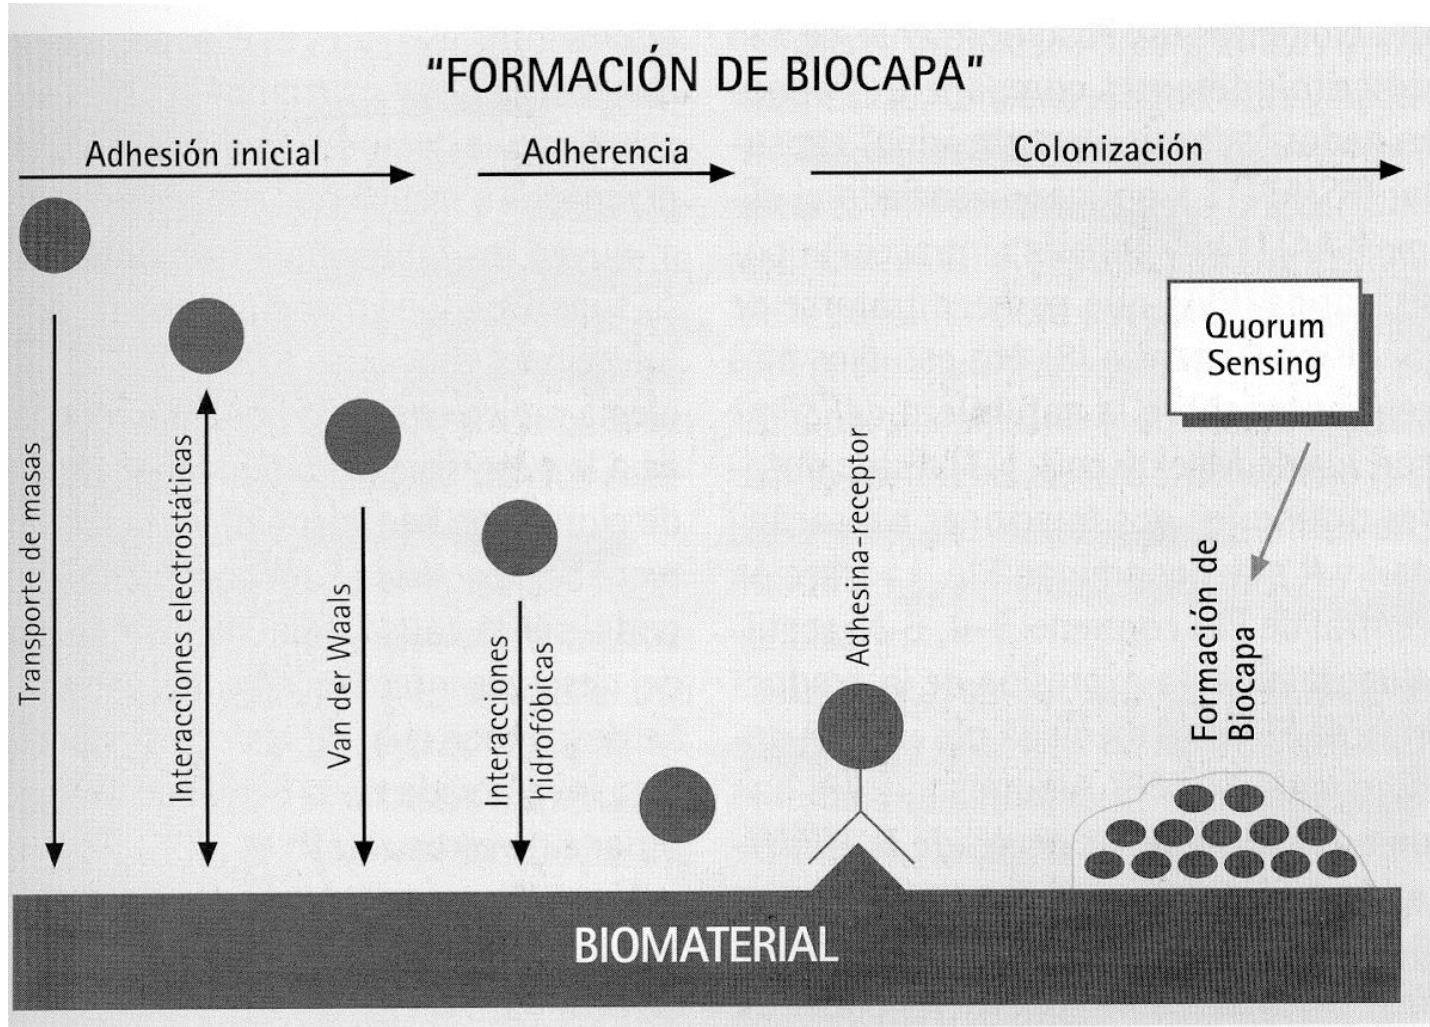 "FORMACIÓN DE BIOCAPA"
Adhesión inicial
Adherencia
Colonización
Quorum
Sensing
Transporte de masas
Interacciones electrostáticas
Van der Waals
Interacciones
hidrofóbicas
Adhesina-receptor
Formación de
Biocapa
BIOMATERIAL